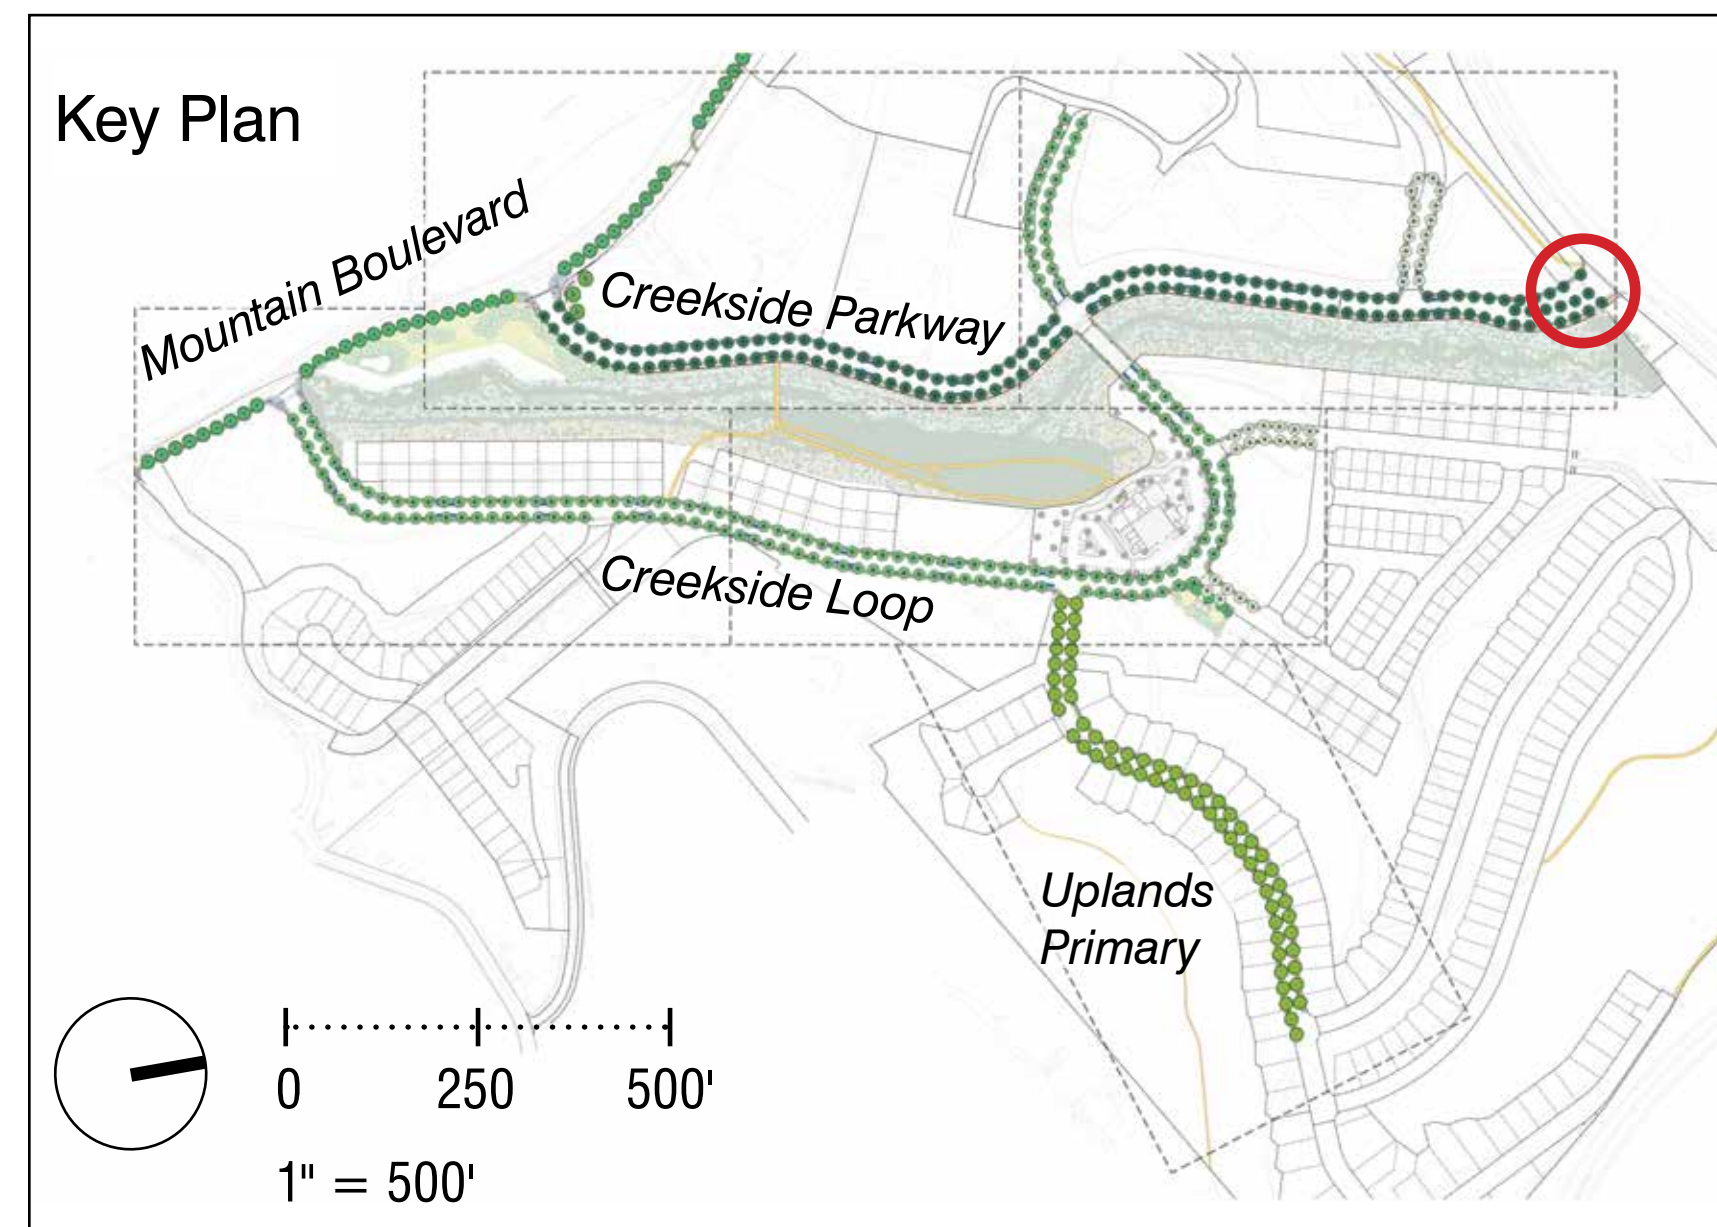 Key Plan
Mountain Boulevard
Creekside Parkway
Creekside Loop
Uplands
Primary
0 250 500'
1" = 500'